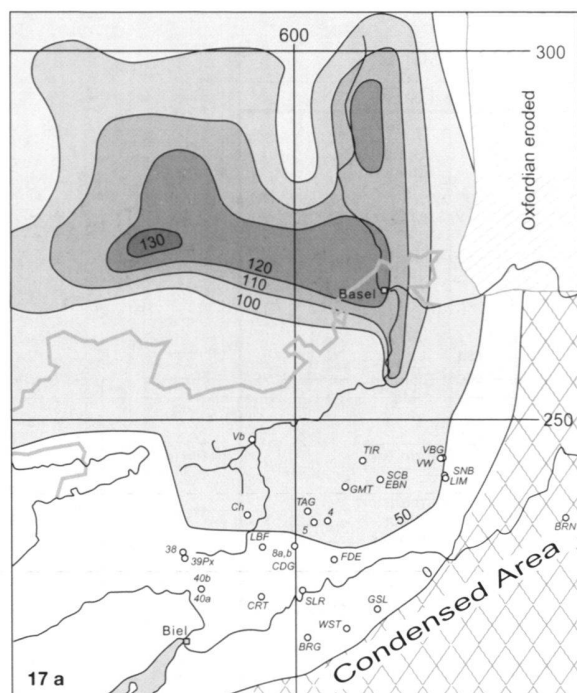 600
300
Oxfordian eroded
130
120
110
100
Basel
250
Vb
TIR
VBG
VW
SCB
EBN
SNB
LIM
GMT
TAG
4
5
50
Ch
BRN
LBF
8a,b
CDG
38
39Px
FDE
40b
40a
0
CRT
SLR
GSL
Condensed Area
WST
Biel
BRG
17 a